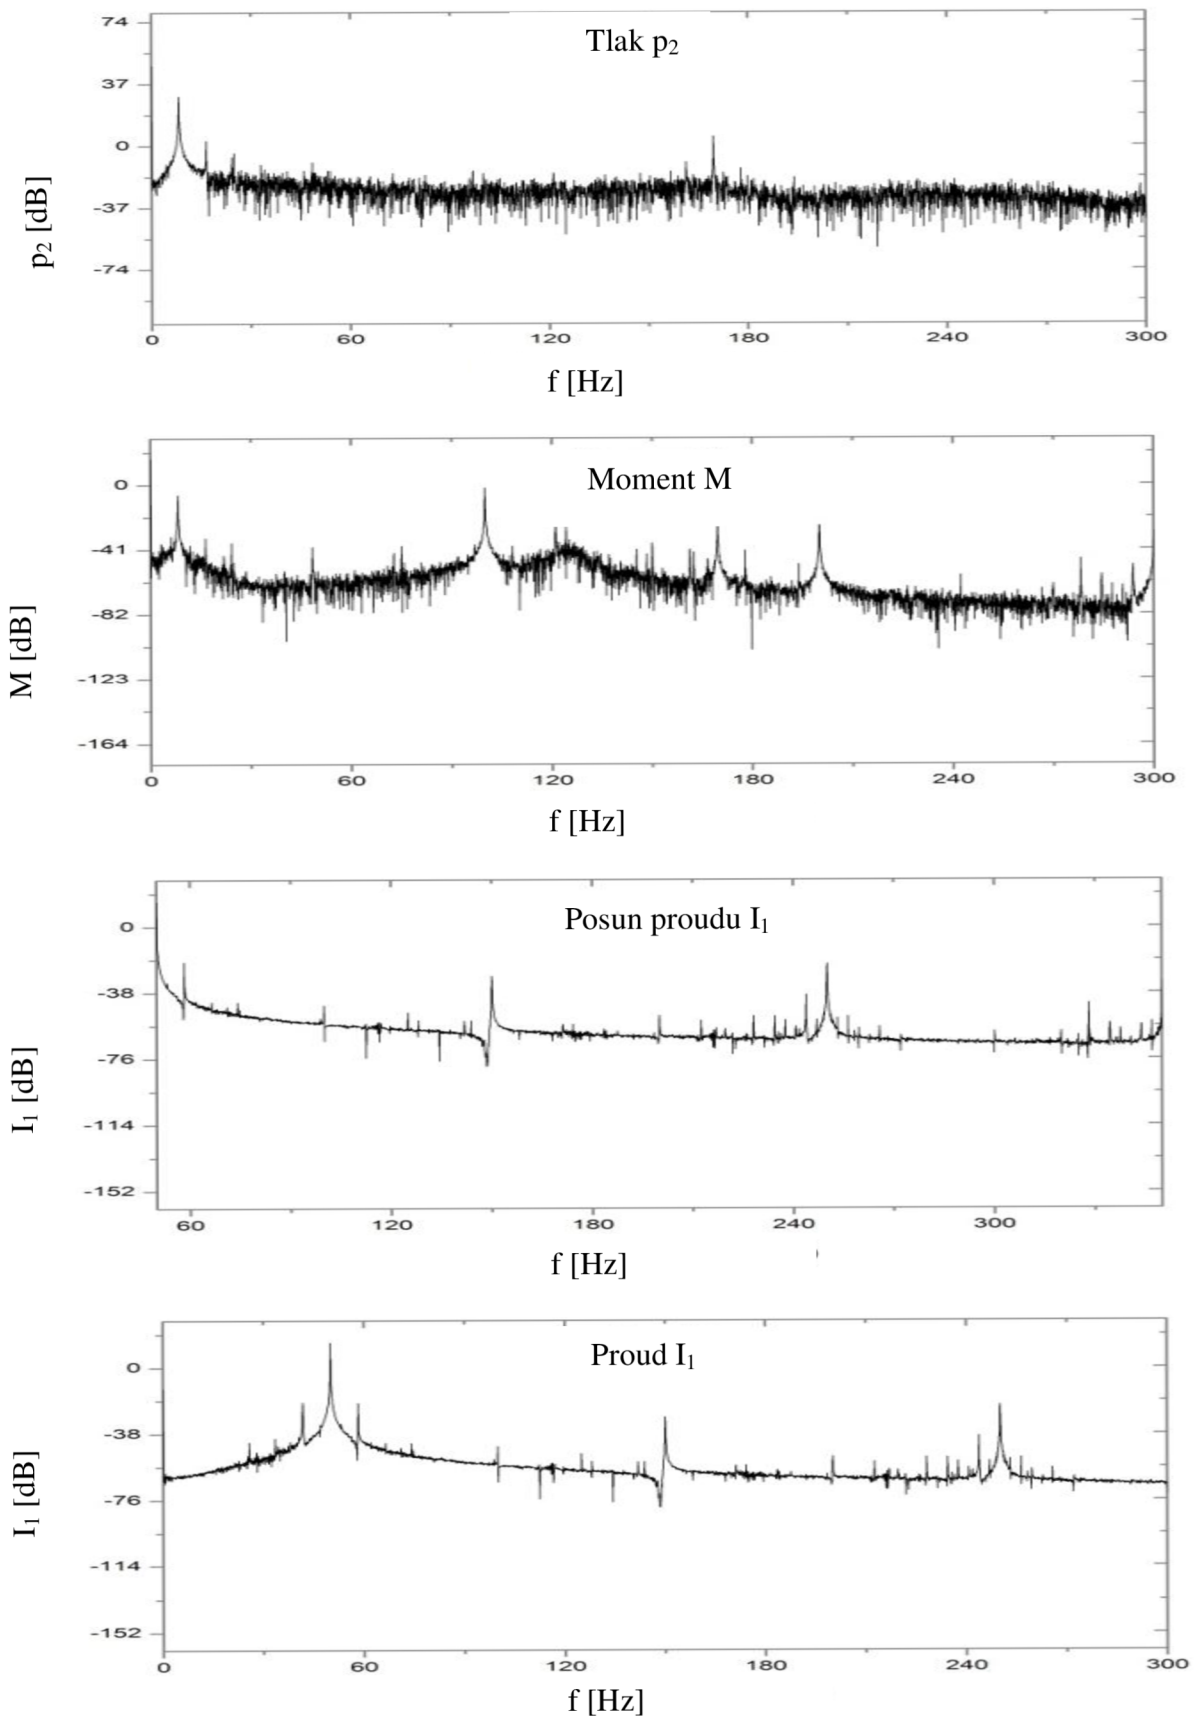 Tlak p₂
74
37
0
-37
-74
p₂ [dB]
0 60 120 180 240 300
f [Hz]
Moment M
0
-41
-82
-123
-164
M [dB]
0 60 120 180 240 300
f [Hz]
Posun proudu I₁
0
-38
-76
-114
-152
I₁ [dB]
60 120 180 240 300
f [Hz]
Proud I₁
0
-38
-76
-114
-152
I₁ [dB]
0 60 120 180 240 300
f [Hz]